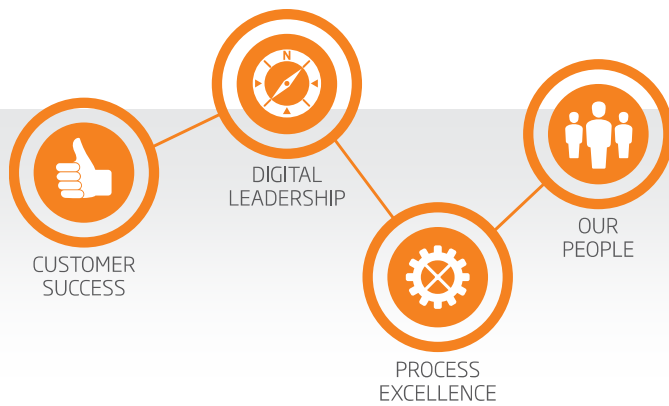 N
DIGITAL
LEADERSHIP
OUR
PEOPLE
CUSTOMER
SUCCESS
PROCESS
EXCELLENCE